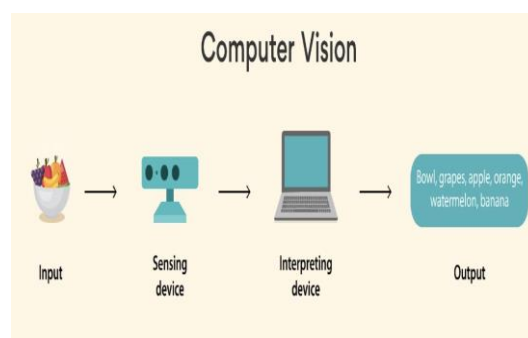 Computer Vision
Bowl, grapes, apple, orange,
watermelon, banana
Input
Sensing
device
Interpreting
device
Output